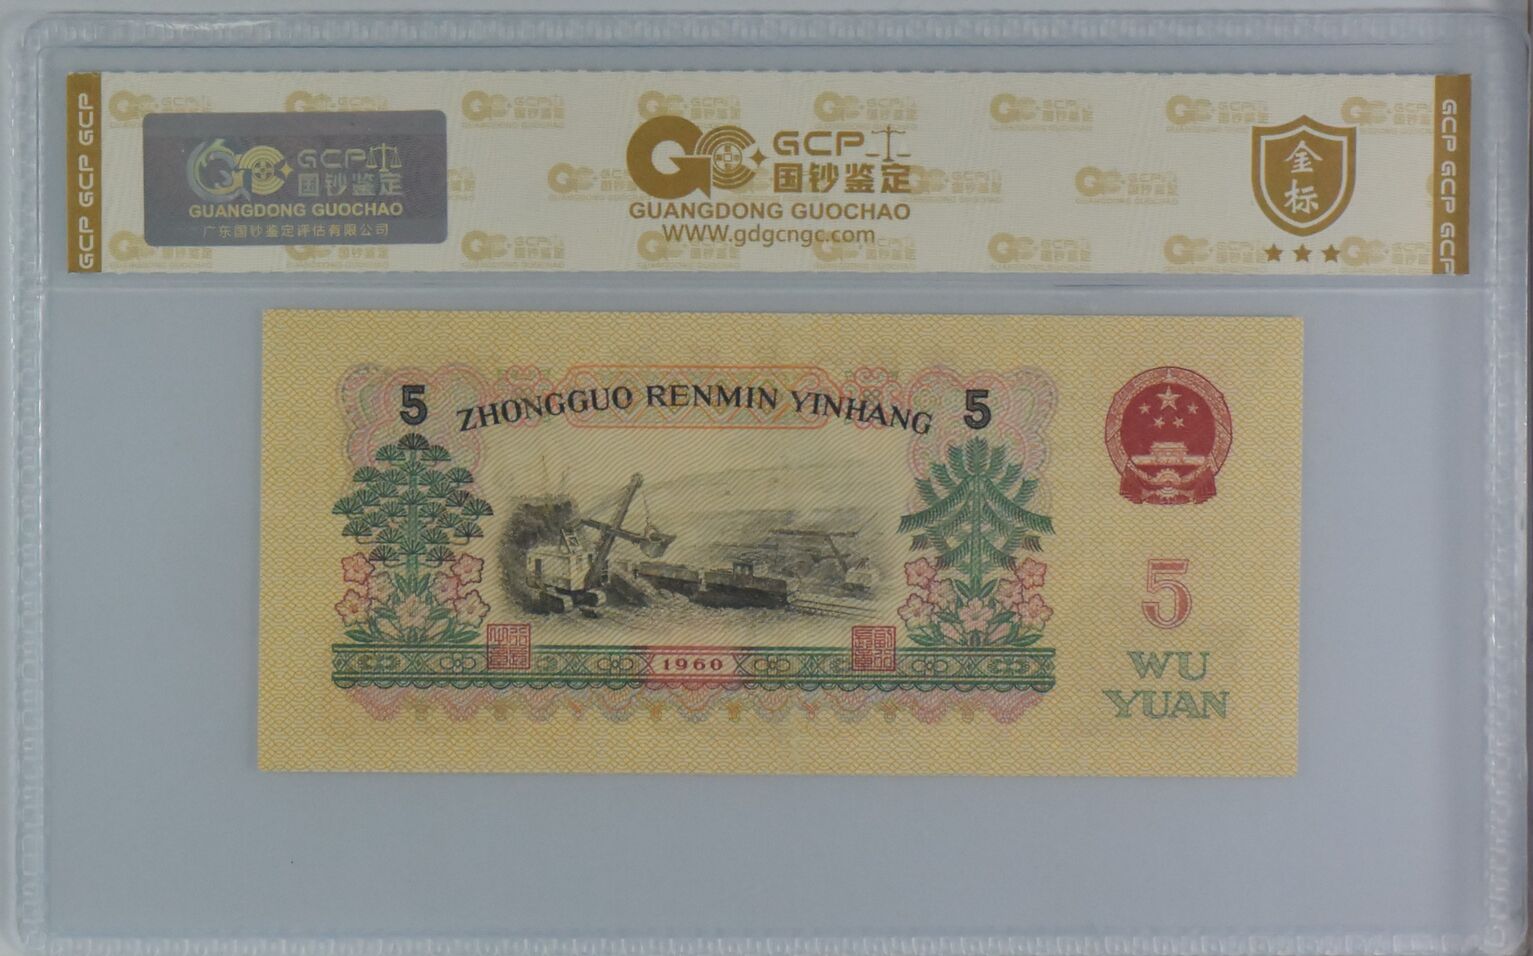 GCP GCP GCP
GCP 国钞鉴定
GUANGDONG GUOCHAO
广东国钞鉴定评估有限公司
GCP
国钞鉴定
GUANGDONG GUOCHAO
WWW.gdgcngc.com
金标
GCP GCP GCP
5 ZHONGGUO RENMIN YINHANG 5
1960
5
WU
YUAN